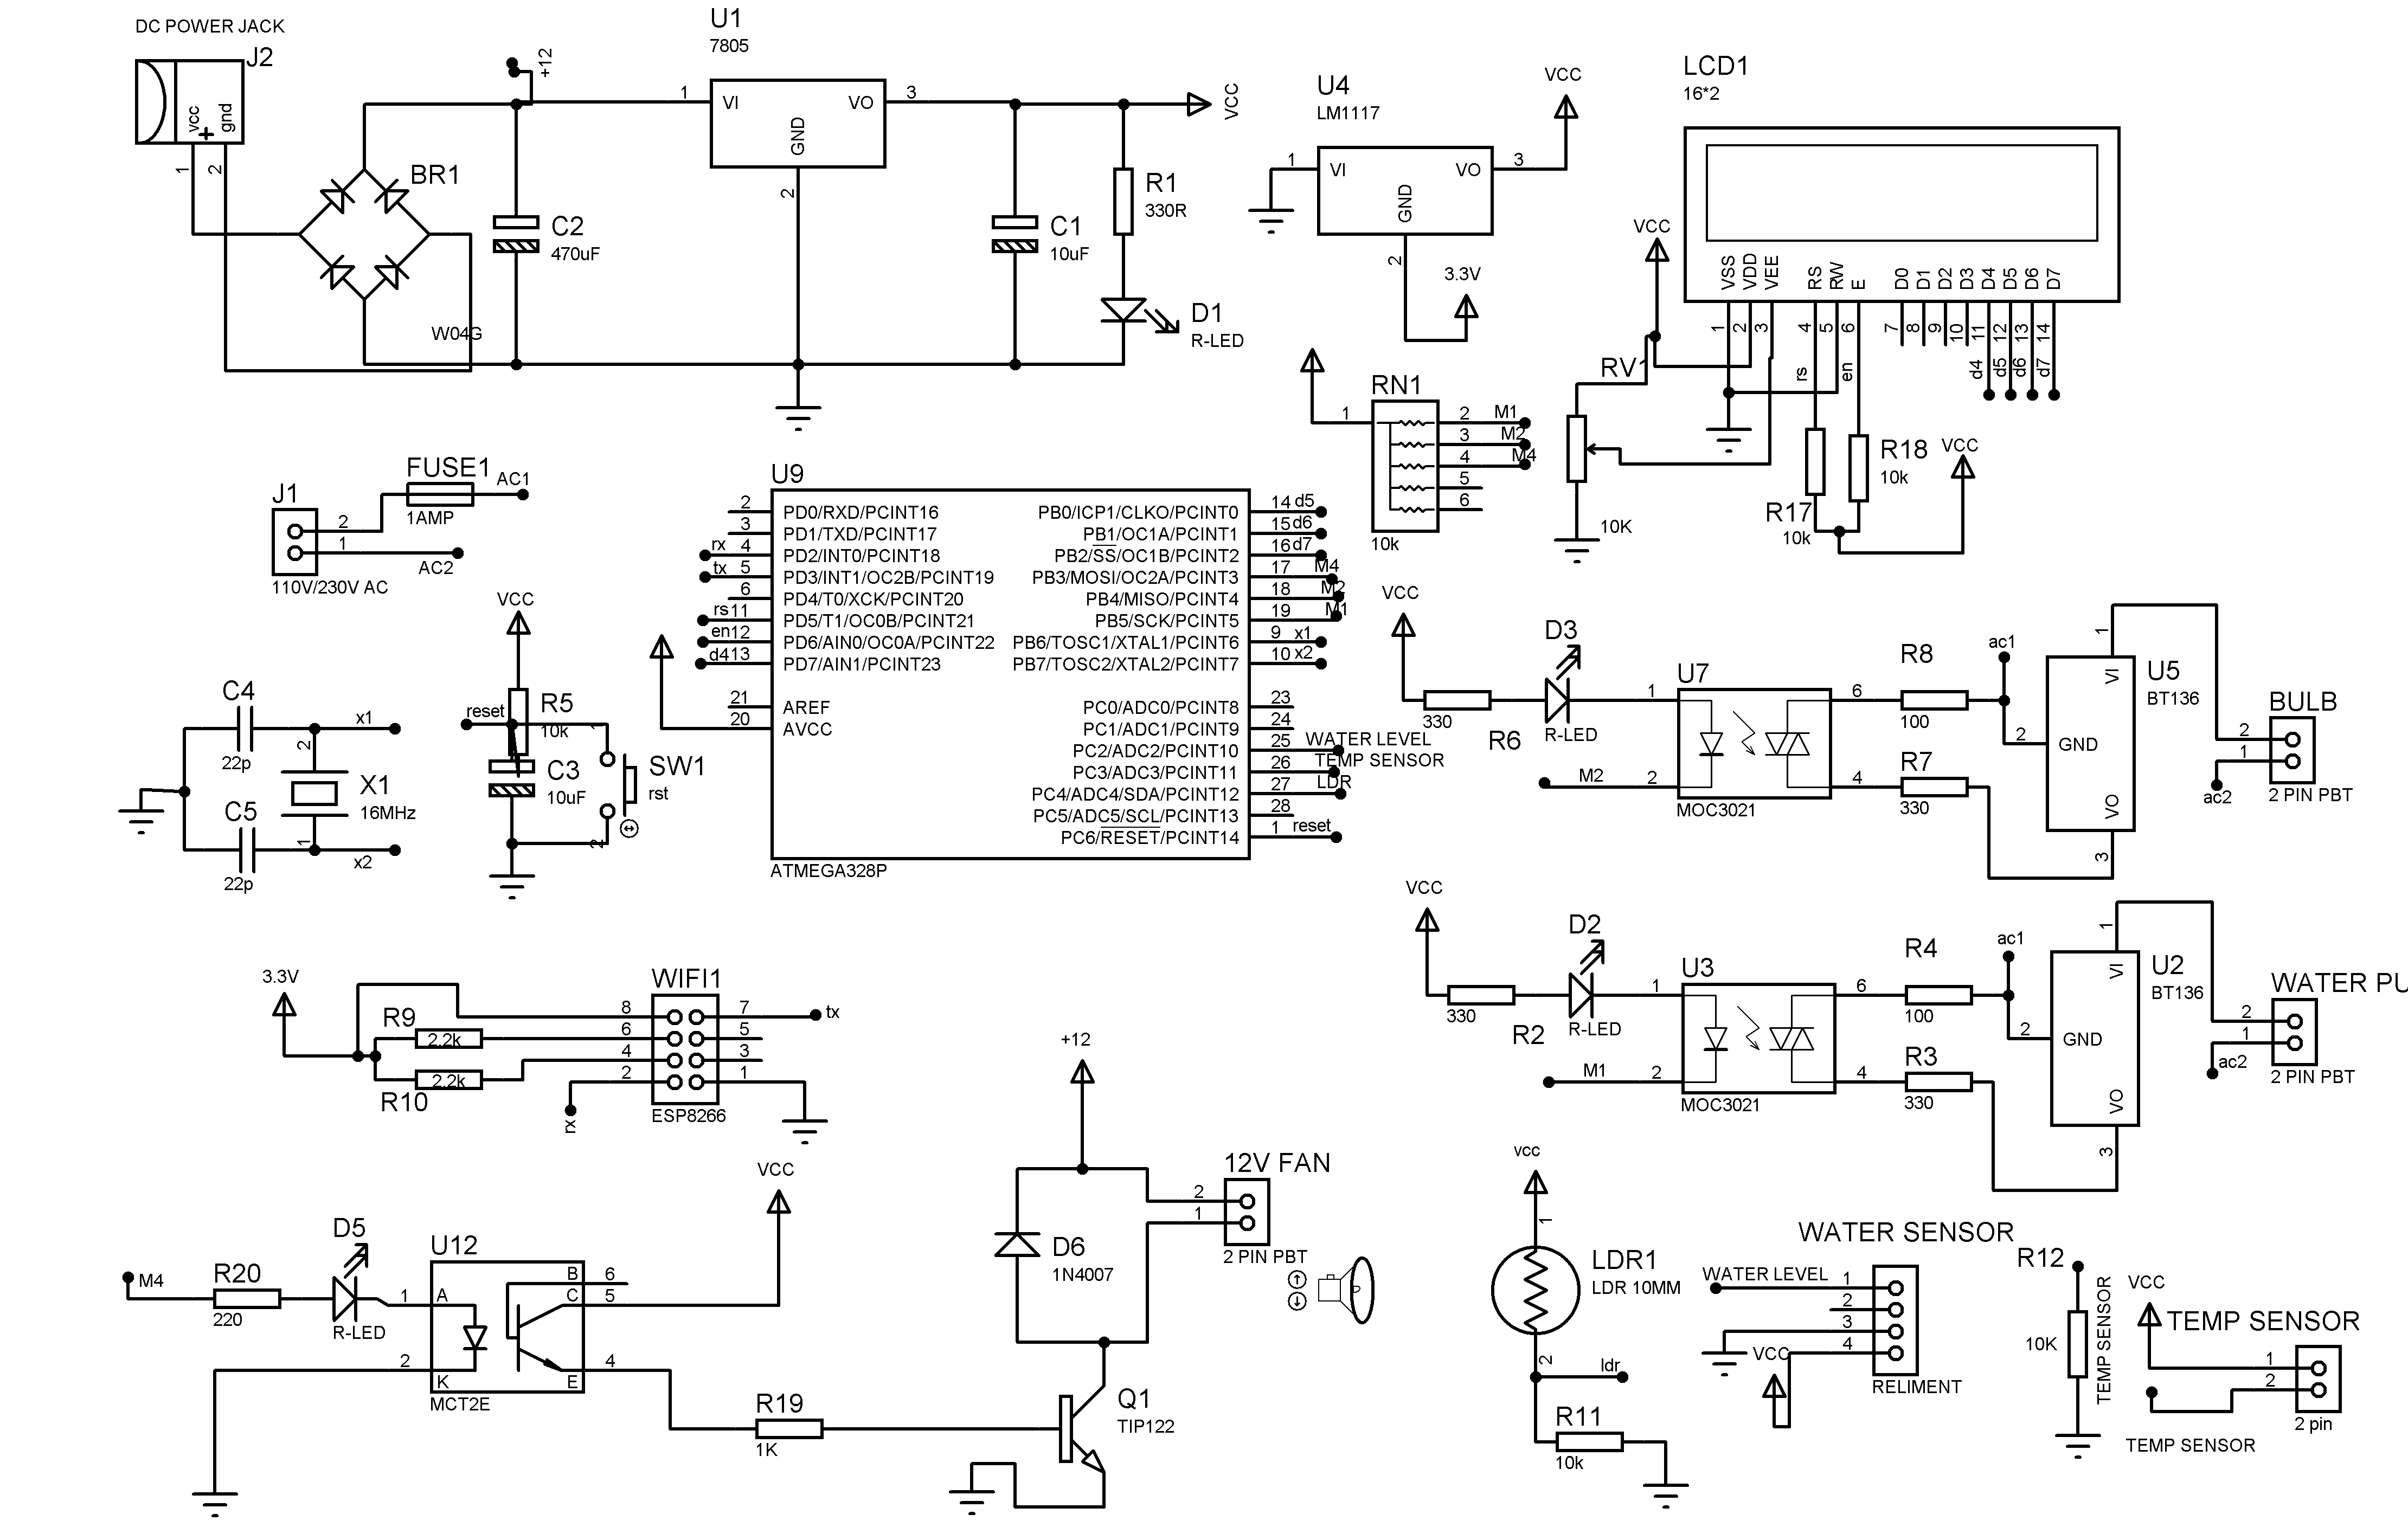 DC POWER JACK
J2
vcc
+
gnd
1
2
BR1
W04G
+12
C2
470uF
U1
7805
1
VI
VO
3
GND
2
C1
10uF
R1
330R
D1
R-LED
VCC
U4
LM1117
1
VI
VO
3
GND
2
VCC
3.3V
LCD1
16*2
VSS
VDD
VEE
RS
RW
E
D0
D1
D2
D3
D4
D5
D6
D7
1
2
3
4
5
6
7
8
9
10
11
12
13
14
rs
en
d4
d5
d6
d7
VCC
RV1
10K
R17
10k
R18
10k
VCC
RN1
1
2 M1
3 M2
4 M4
5
6
10k
J1
2
1
110V/230V AC
FUSE1
1AMP
AC1
AC2
U9
2 PD0/RXD/PCINT16
3 PD1/TXD/PCINT17
rx 4 PD2/INT0/PCINT18
tx 5 PD3/INT1/OC2B/PCINT19
6 PD4/T0/XCK/PCINT20
rs 11 PD5/T1/OC0B/PCINT21
en 12 PD6/AIN0/OC0A/PCINT22
d4 13 PD7/AIN1/PCINT23
21 AREF
20 AVCC
PB0/ICP1/CLKO/PCINT0 14 d5
PB1/OC1A/PCINT1 15 d6
PB2/SS/OC1B/PCINT2 16 d7
PB3/MOSI/OC2A/PCINT3 17 M4
PB4/MISO/PCINT4 18 M2
PB5/SCK/PCINT5 19 M1
PB6/TOSC1/XTAL1/PCINT6 9 x1
PB7/TOSC2/XTAL2/PCINT7 10 x2
PC0/ADC0/PCINT8 23
PC1/ADC1/PCINT9 24
PC2/ADC2/PCINT10 25 WATER LEVEL
PC3/ADC3/PCINT11 26 TEMP SENSOR
PC4/ADC4/SDA/PCINT12 27 LDR
PC5/ADC5/SCL/PCINT13 28
PC6/RESET/PCINT14 1 reset
ATMEGA328P
C4
22p
C5
22p
x1
2
X1
16MHz
1
x2
VCC
reset
R5
10k
C3
10uF
1
SW1
rst
2
VCC
R6
330
D3
R-LED
M2
U7
1
2
6
4
MOC3021
R8
100
R7
330
ac1
1
VI
U5
BT136
2
GND
VO
3
BULB
2
1
ac2
2 PIN PBT
VCC
R2
330
D2
R-LED
M1
U3
1
2
6
4
MOC3021
R4
100
R3
330
ac1
1
VI
U2
BT136
2
GND
VO
3
WATER PU
2
1
ac2
2 PIN PBT
3.3V
R9
2.2k
R10
2.2k
WIFI1
8 7 tx
6 5
4 3
2 1
rx
ESP8266
M4
R20
220
D5
R-LED
U12
1 A
2 K
B 6
C 5
E 4
MCT2E
VCC
R19
1K
+12
D6
1N4007
12V FAN
2
1
2 PIN PBT
Q1
TIP122
vcc
1
LDR1
LDR 10MM
2
ldr
R11
10k
WATER SENSOR
WATER LEVEL 1
2
3
VCC 4
RELIMENT
R12
10K
TEMP SENSOR
VCC
TEMP SENSOR
1
2
TEMP SENSOR
2 pin